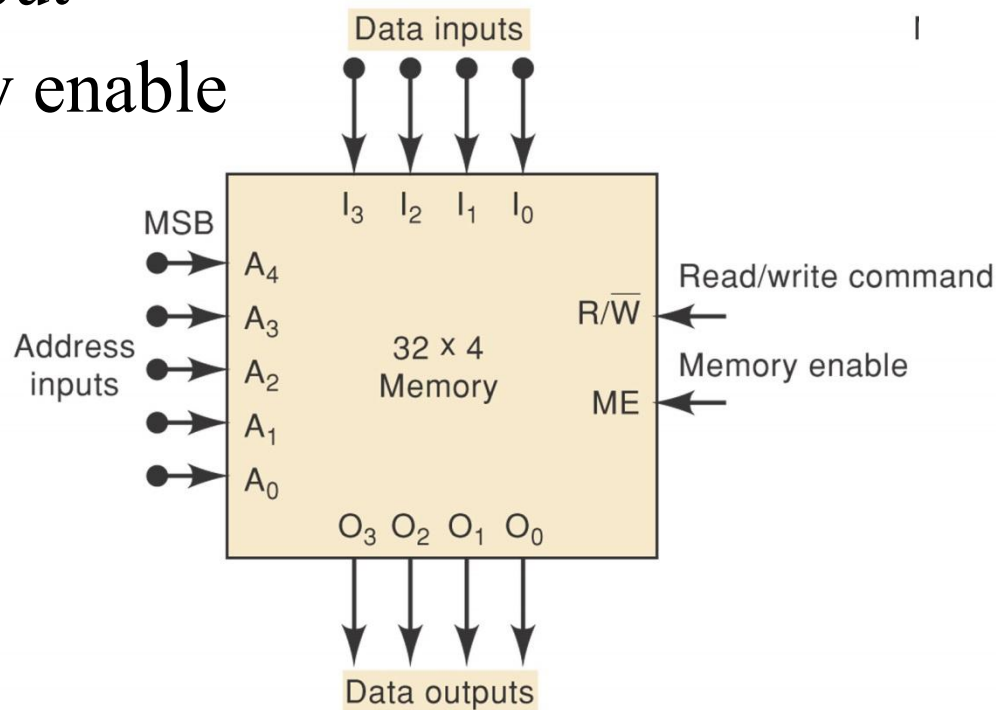 Data inputs
enable
I3 I2 I1 I0
MSB
A4
A3
A2
A1
A0
Address
inputs
32 x 4
Memory
Read/write command
R/W̅
Memory enable
ME
O3 O2 O1 O0
Data outputs